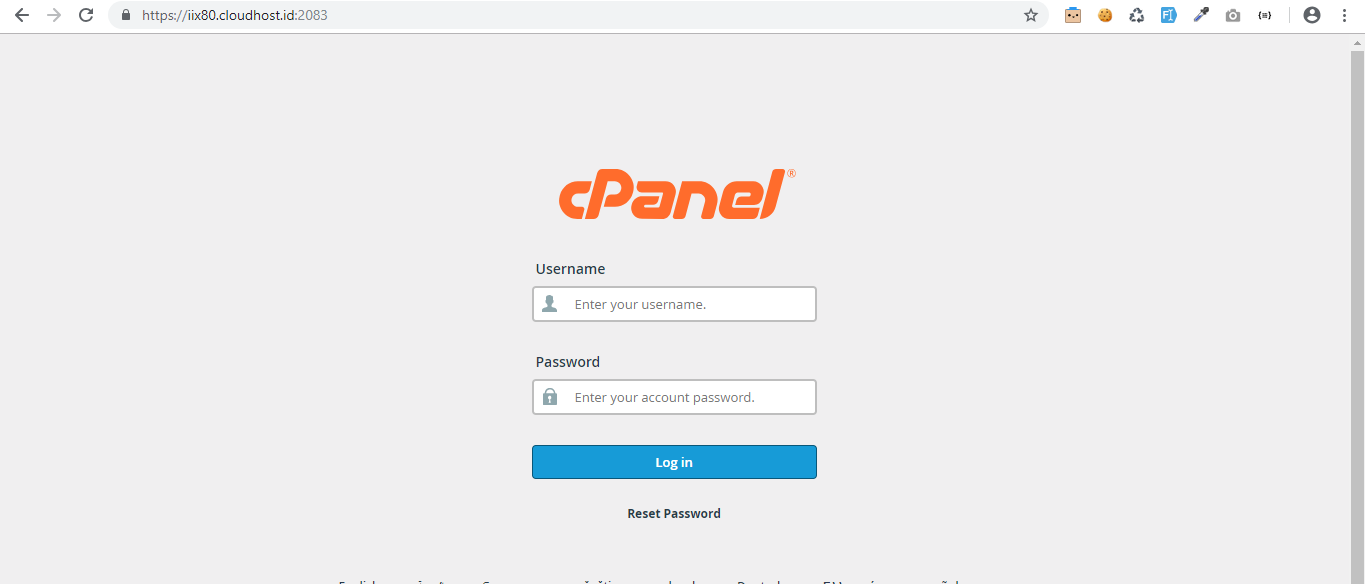 https://iix80.cloudhost.id:2083
cPanel®
Username
Enter your username.
Password
Enter your account password.
Log in
Reset Password